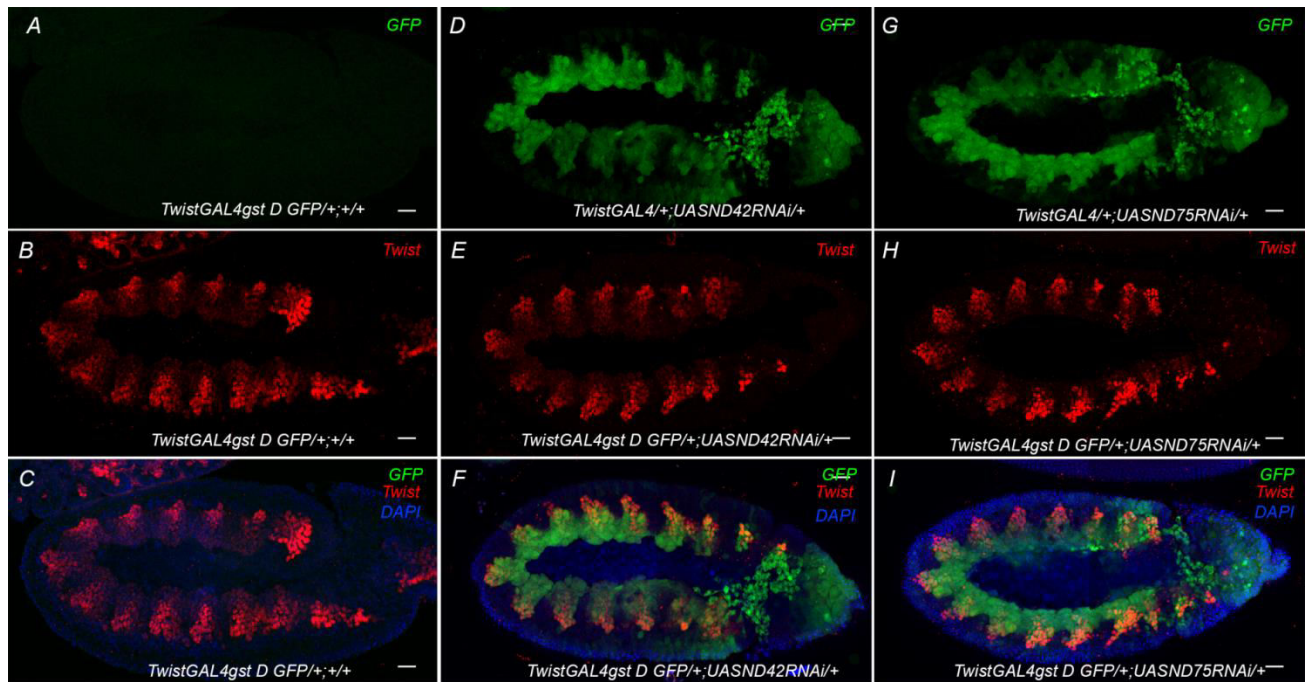 A
GFP
TwistGAL4gst D GFP/+;+/+
D
GFP
TwistGAL4/+;UASND42RNAi/+
G
GFP
TwistGAL4/+;UASND75RNAi/+
B
Twist
TwistGAL4gst D GFP/+;+/+
E
Twist
TwistGAL4gst D GFP/+;UASND42RNAi/+
H
Twist
TwistGAL4gst D GFP/+;UASND75RNAi/+
C
GFP
Twist
DAPI
TwistGAL4gst D GFP/+;+/+
F
GFP
Twist
DAPI
TwistGAL4gst D GFP/+;UASND42RNAi/+
I
GFP
Twist
DAPI
TwistGAL4gst D GFP/+;UASND75RNAi/+